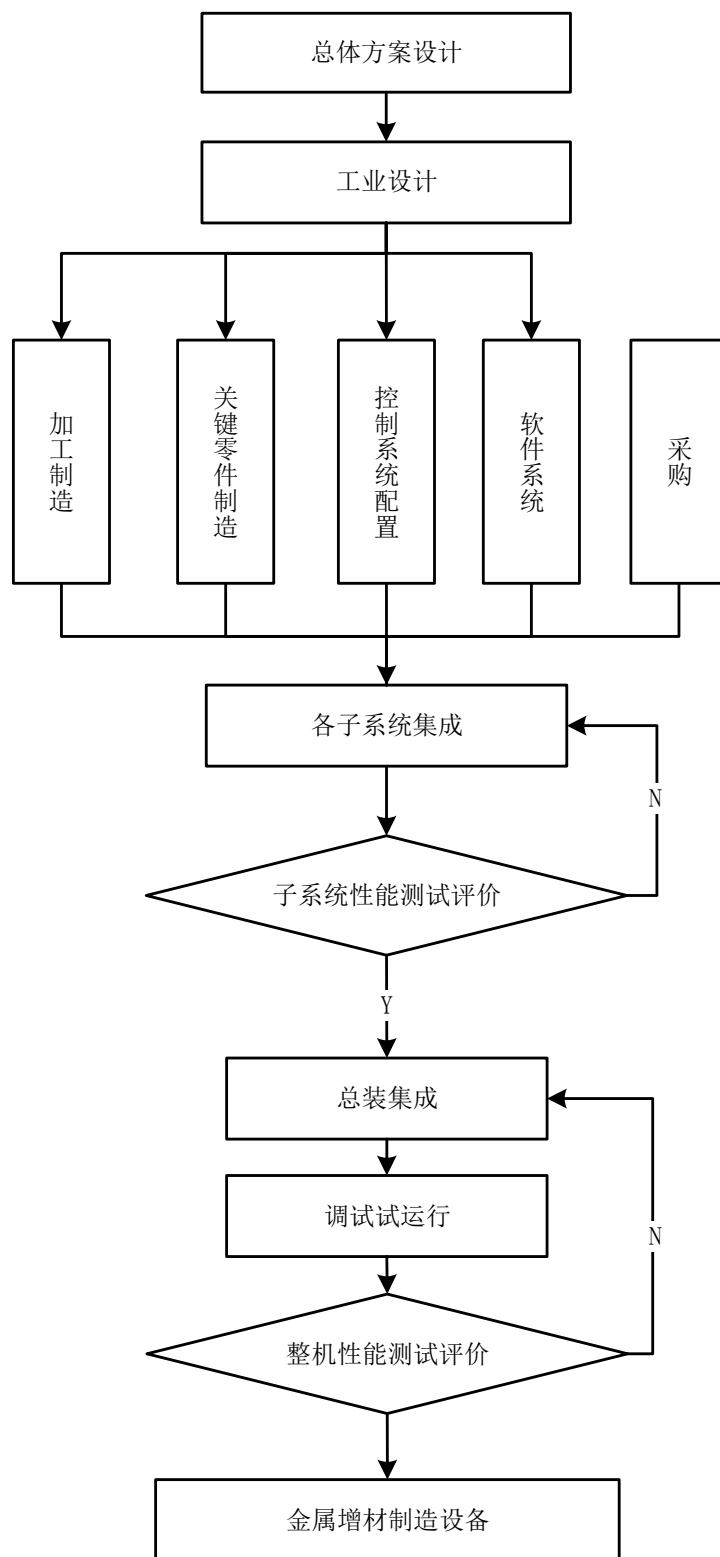 总体方案设计
工业设计
加工制造
关键零件制造
控制系统配置
软件系统
采购
各子系统集成
N
子系统性能测试评价
Y
总装集成
调试试运行
N
整机性能测试评价
金属增材制造设备